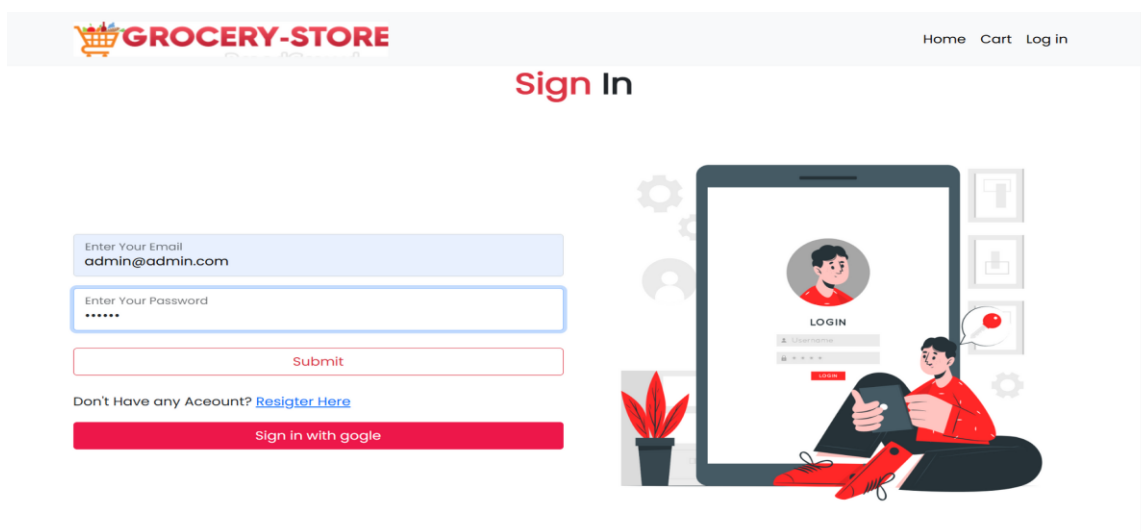 GROCERY-STORE
Home Cart Log in
Sign In
Enter Your Email
admin@admin.com
Enter Your Password
••••••
Submit
Don't Have any Aceount? Resigter Here
Sign in with gogle
LOGIN
Username
* * * *
LOGIN